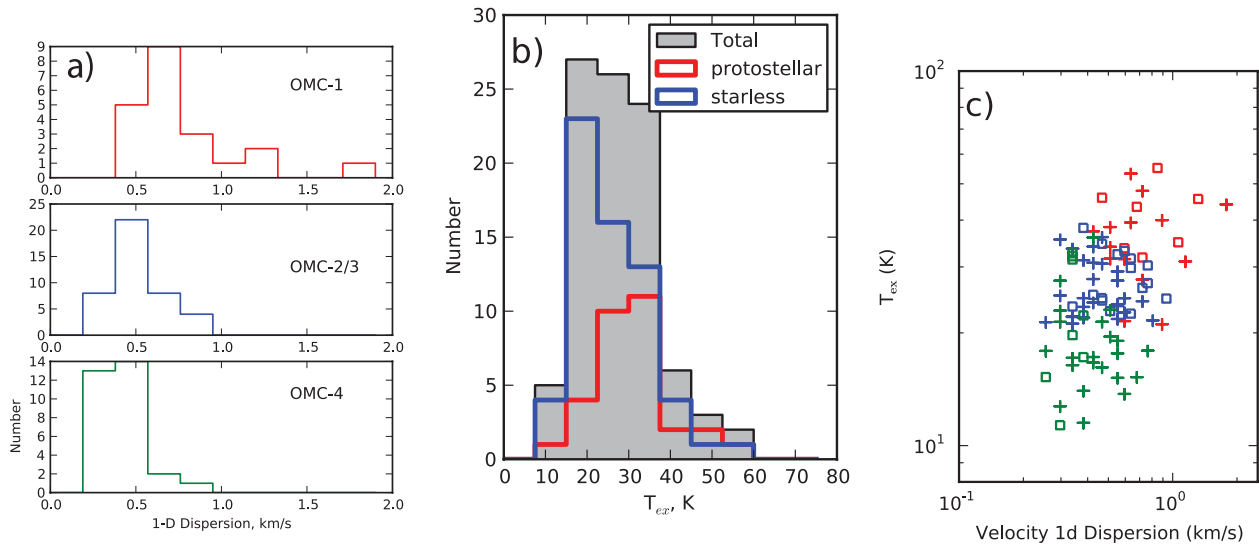 a)
OMC-1
9
8
7
6
5
4
3
2
1
0
0.0 0.5 1.0 1.5 2.0
OMC-2/3
25
20
15
10
5
0
0.0 0.5 1.0 1.5 2.0
OMC-4
14
12
10
8
6
4
2
0
0.0 0.5 1.0 1.5 2.0
Number
1-D Dispersion, km/s
b)
Total
protostellar
starless
30
25
20
15
10
5
0
0 10 20 30 40 50 60 70 80
Number
T_ex, K
c)
10^2
10^1
10^-1 10^0
T_ex (K)
Velocity 1d Dispersion (km/s)